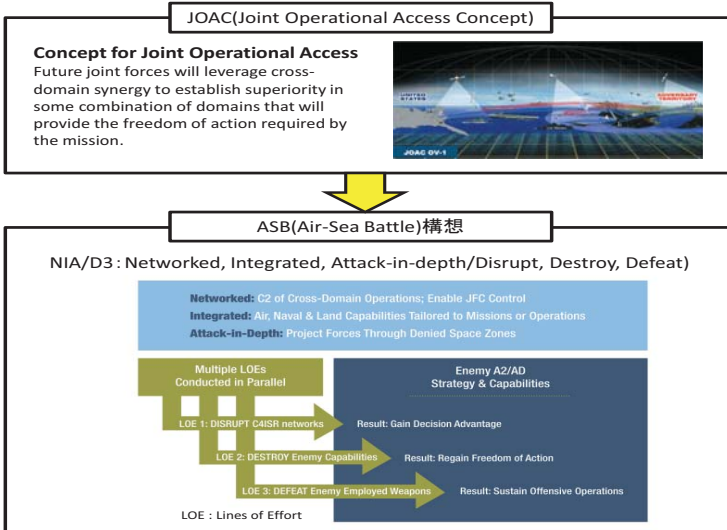 JOAC(Joint Operational Access Concept)
Concept for Joint Operational Access
Future joint forces will leverage cross-
domain synergy to establish superiority in
some combination of domains that will
provide the freedom of action required by
the mission.
UNITED
STATES
ADVERSARY
TERRITORY
JOAC OV-1
ASB(Air-Sea Battle)構想
NIA/D3：Networked, Integrated, Attack-in-depth/Disrupt, Destroy, Defeat)
Networked: C2 of Cross-Domain Operations; Enable JFC Control
Integrated: Air, Naval & Land Capabilities Tailored to Missions or Operations
Attack-in-Depth: Project Forces Through Denied Space Zones
Multiple LOEs
Conducted in Parallel
Enemy A2/AD
Strategy & Capabilities
LOE 1: DISRUPT C4ISR networks
Result: Gain Decision Advantage
LOE 2: DESTROY Enemy Capabilities
Result: Regain Freedom of Action
LOE 3: DEFEAT Enemy Employed Weapons
Result: Sustain Offensive Operations
LOE : Lines of Effort